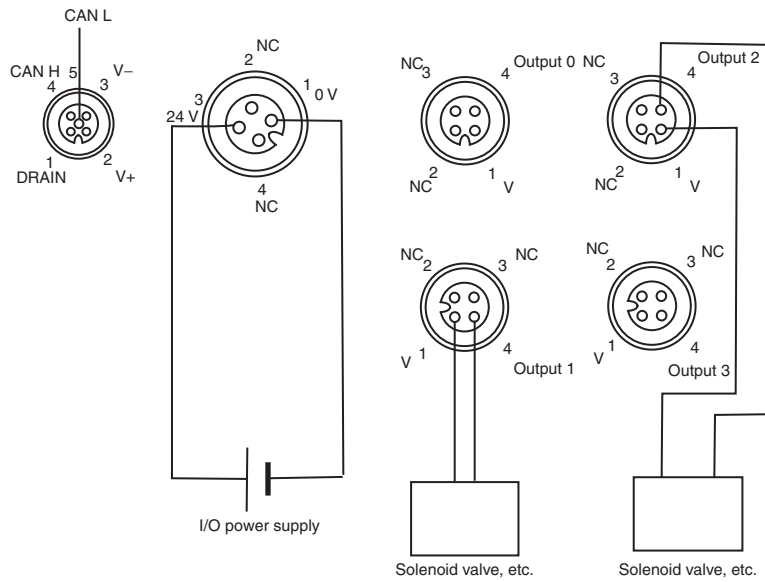 CAN L
CAN H 5 V–
4 3
1 2
DRAIN V+
NC
2
3 1
24 V 0 V
4
NC
I/O power supply
NC 3 4 Output 0
NC 2 1 V
NC 3 4 Output 2
NC 2 1 V
NC 2 3 NC
V 1 4
Output 1
NC 2 3 NC
V 1 4
Output 3
Solenoid valve, etc.
Solenoid valve, etc.